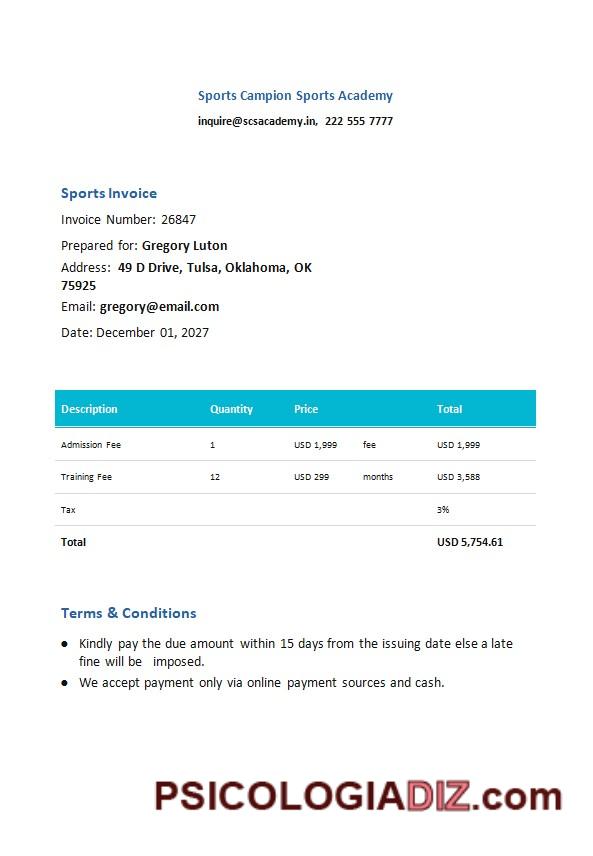 Sports Campion Sports Academy
inquire@scsacademy.in, 222 555 7777
Sports Invoice
Invoice Number: 26847
Prepared for: Gregory Luton
Address: 49 D Drive, Tulsa, Oklahoma, OK
75925
Email: gregory@email.com
Date: December 01, 2027
Description Quantity Price Total
Admission Fee 1 USD 1,999 fee USD 1,999
Training Fee 12 USD 299 months USD 3,588
Tax 3%
Total USD 5,754.61
Terms & Conditions
● Kindly pay the due amount within 15 days from the issuing date else a late
fine will be imposed.
● We accept payment only via online payment sources and cash.
PSICOLOGIADIZ.com